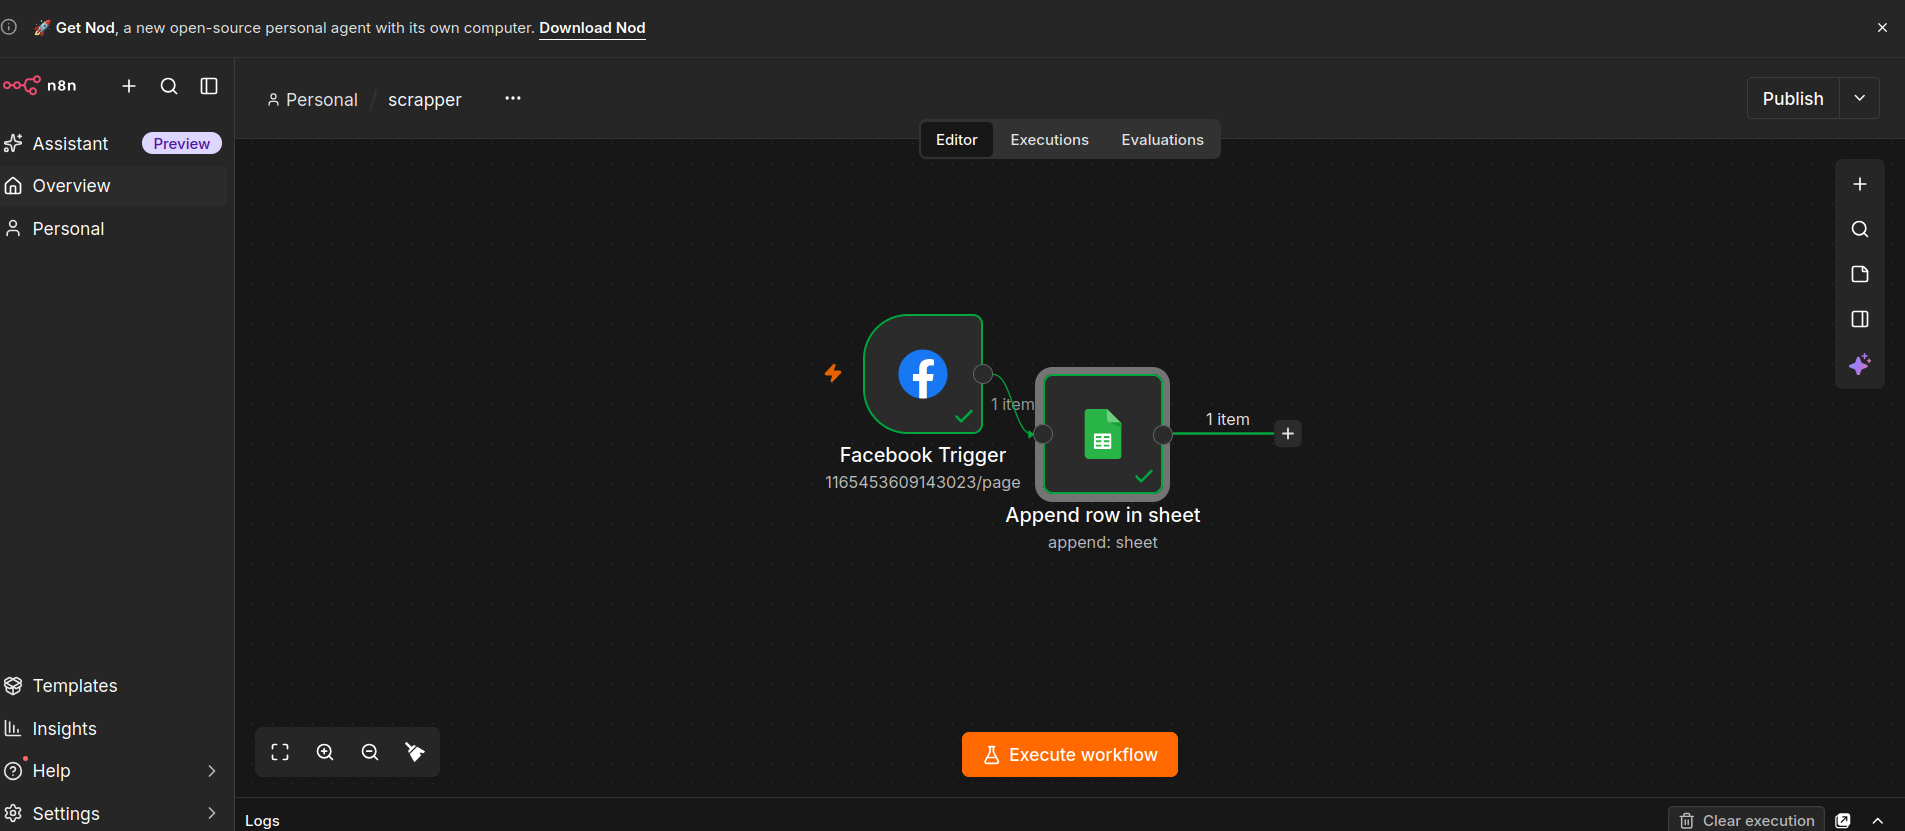 🚀 Get Nod, a new open-source personal agent with its own computer. Download Nod
n8n
Assistant Preview
Overview
Personal
Templates
Insights
Help
Settings
Personal / scrapper ...
Publish
Editor Executions Evaluations
1 item
Facebook Trigger
1165453609143023/page
1 item
Append row in sheet
append: sheet
Execute workflow
Logs
Clear execution